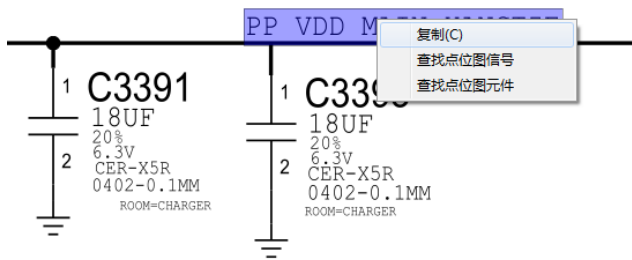 PP VDD M
复制(C)
查找点位图信号
查找点位图元件
1
C3391
18UF
20%
6.3V
CER-X5R
0402-0.1MM
ROOM=CHARGER
2
1
18UF
20%
6.3V
CER-X5R
0402-0.1MM
ROOM=CHARGER
2